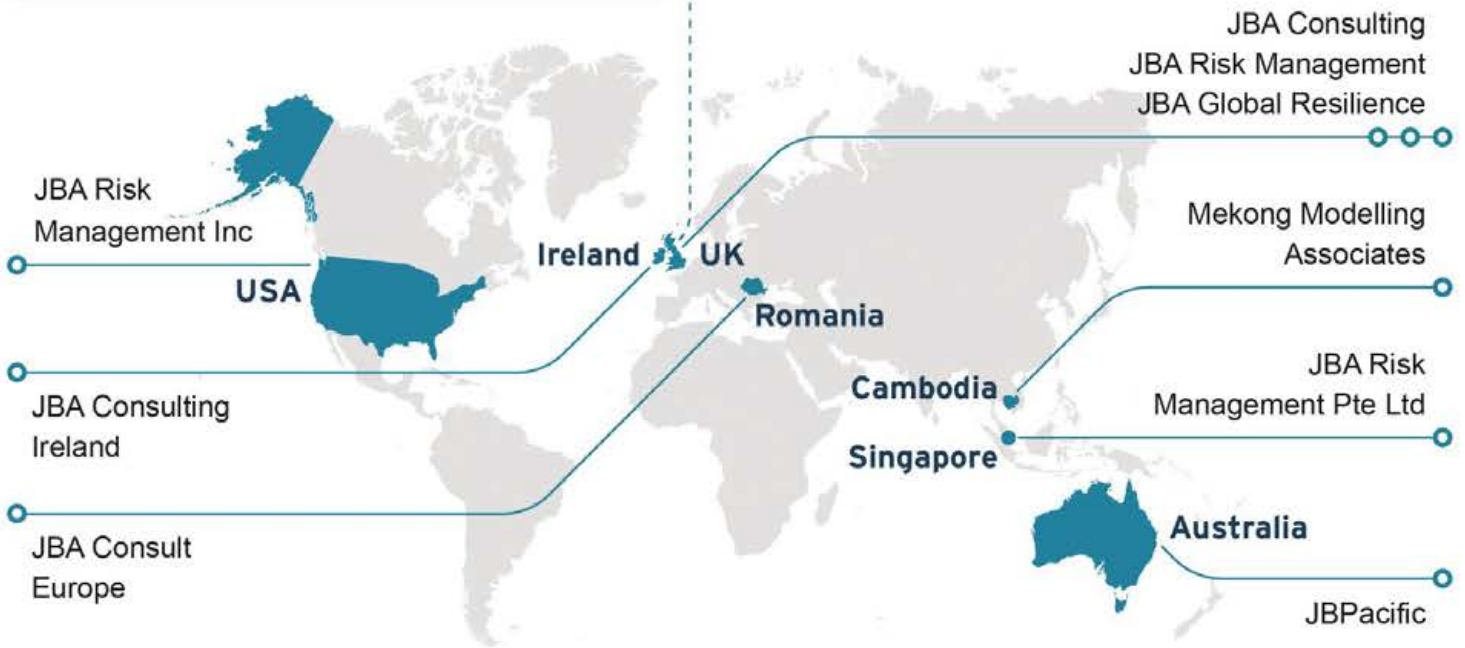 JBA Consulting
JBA Risk Management
JBA Global Resilience
JBA Risk
Management Inc
USA
Ireland
UK
Romania
Mekong Modelling
Associates
Cambodia
JBA Risk
Management Pte Ltd
Singapore
JBA Consulting
Ireland
JBA Consult
Europe
Australia
JBPacific